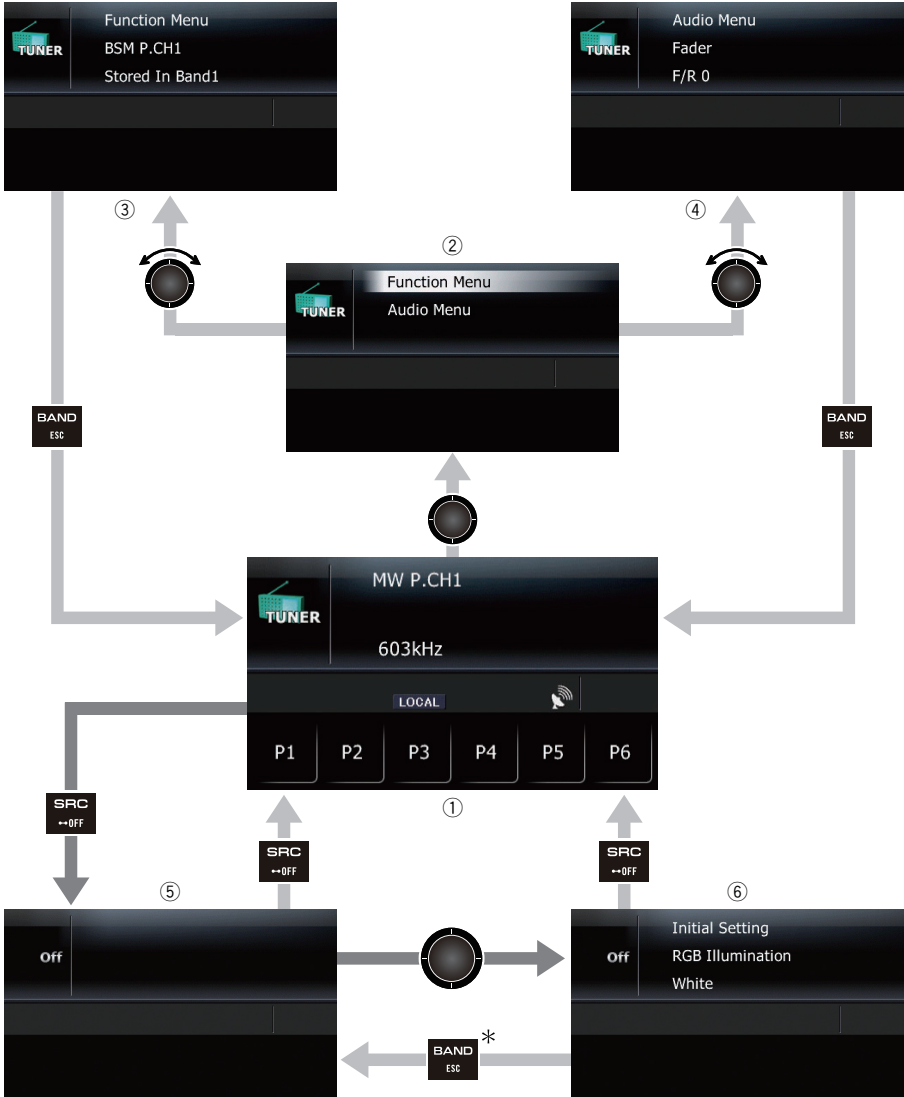 Function Menu
TUNER
BSM P.CH1
Stored In Band1
Audio Menu
TUNER
Fader
F/R 0
③
④
②
Function Menu
TUNER
Audio Menu
BAND
ESC
BAND
ESC
MW P.CH1
TUNER
603kHz
LOCAL
P1
P2
P3
P4
P5
P6
①
SRC
OFF
SRC
OFF
SRC
OFF
⑤
⑥
Off
Initial Setting
Off
RGB Illumination
White
BAND
ESC
*